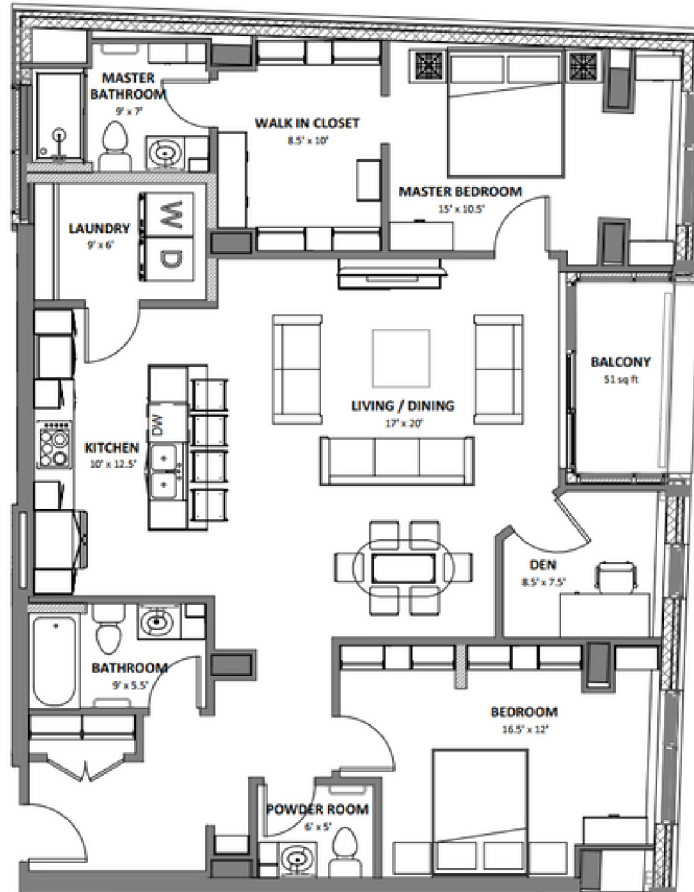 MASTER
BATHROOM
9' x 7'
WALK IN CLOSET
8.5' x 10'
MASTER BEDROOM
15' x 10.5'
LAUNDRY
9' x 6'
W
D
BALCONY
51 sq ft
LIVING / DINING
17' x 20'
DW
KITCHEN
10' x 12.5'
DEN
8.5' x 7.5'
BATHROOM
9' x 5.5'
BEDROOM
16.5' x 12'
POWDER ROOM
6' x 5'